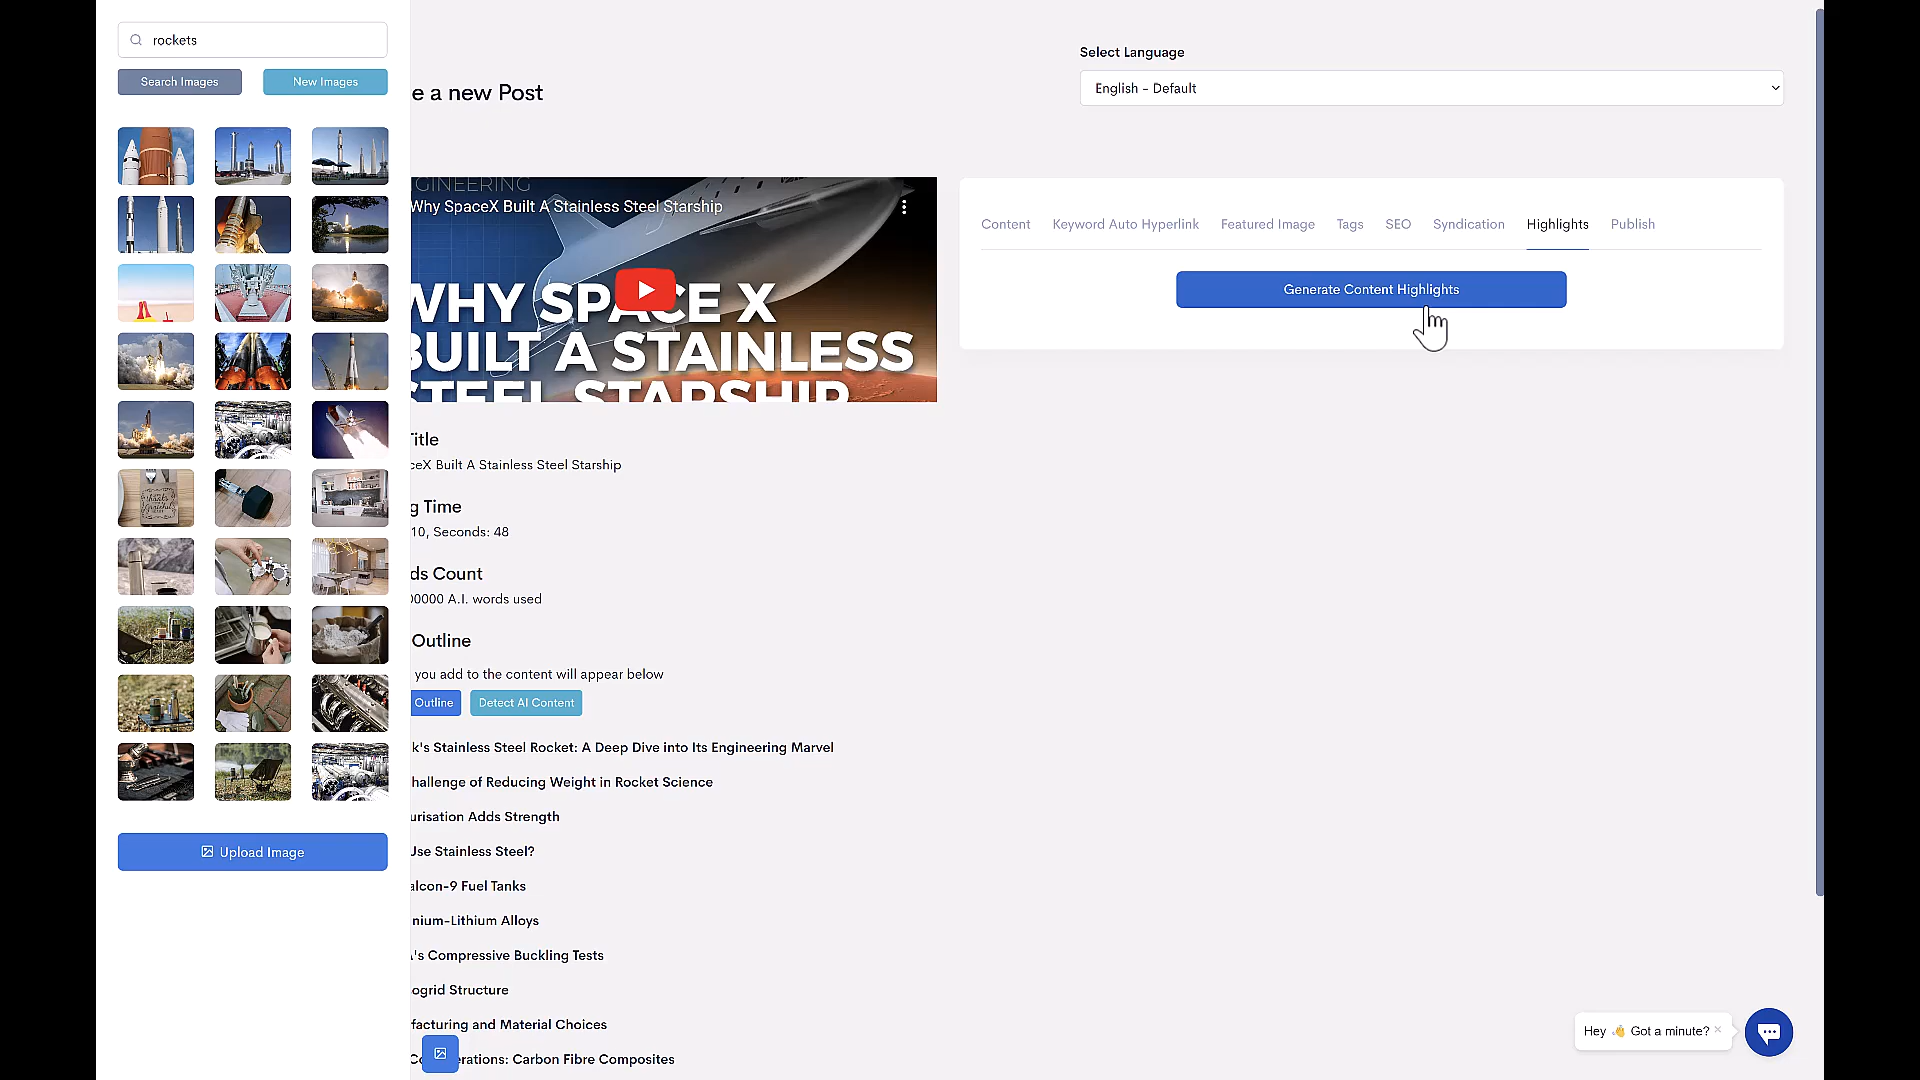 rockets
Search Images
New Images
Upload Image
e a new Post
Select Language
English - Default
GINEERING
Why SpaceX Built A Stainless Steel Starship
WHY SPACE X
BUILT A STAINLESS
STEEL STARSHIP
Content
Keyword Auto Hyperlink
Featured Image
Tags
SEO
Syndication
Highlights
Publish
Generate Content Highlights
Title
ceX Built A Stainless Steel Starship
g Time
10, Seconds: 48
ds Count
00000 A.I. words used
Outline
you add to the content will appear below
Outline
Detect AI Content
k's Stainless Steel Rocket: A Deep Dive into Its Engineering Marvel
hallenge of Reducing Weight in Rocket Science
urisation Adds Strength
Use Stainless Steel?
alcon-9 Fuel Tanks
nium-Lithium Alloys
's Compressive Buckling Tests
ogrid Structure
facturing and Material Choices
erations: Carbon Fibre Composites
Hey 👋 Got a minute?